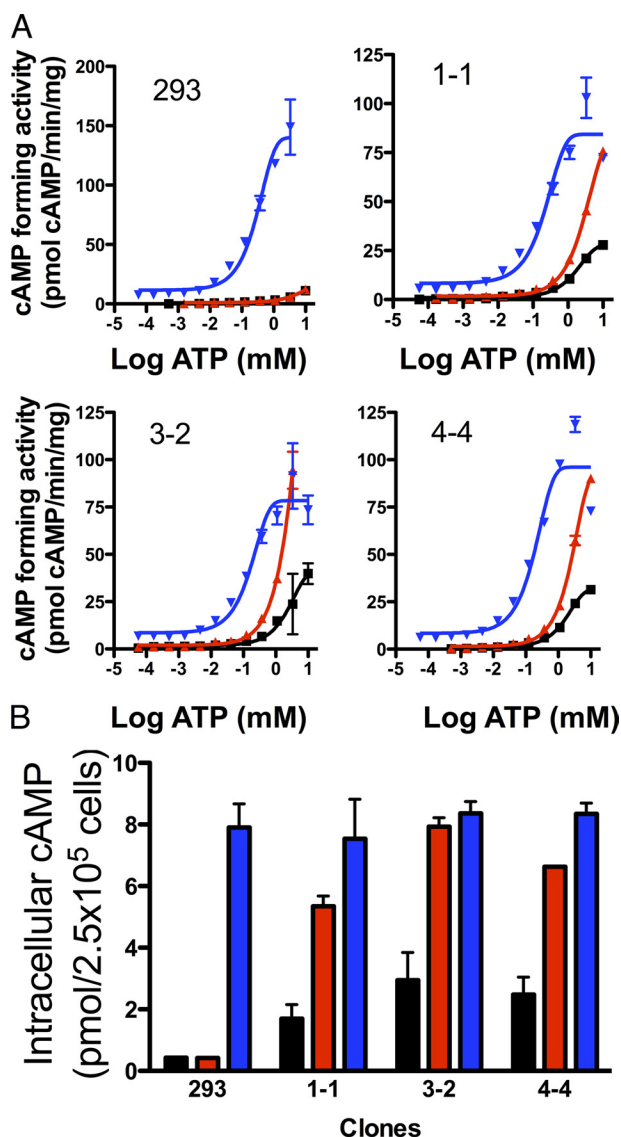 A
cAMP forming activity
(pmol cAMP/min/mg)
293
200
150
100
50
0
-5 -4 -3 -2 -1 0 1
Log ATP (mM)
1-1
125
100
75
50
25
0
-5 -4 -3 -2 -1 0 1
Log ATP (mM)
cAMP forming activity
(pmol cAMP/min/mg)
3-2
125
100
75
50
25
0
-5 -4 -3 -2 -1 0 1
Log ATP (mM)
4-4
125
100
75
50
25
0
-5 -4 -3 -2 -1 0 1
Log ATP (mM)
B
Intracellular cAMP
(pmol/2.5x10⁵ cells)
10
8
6
4
2
0
293 1-1 3-2 4-4
Clones